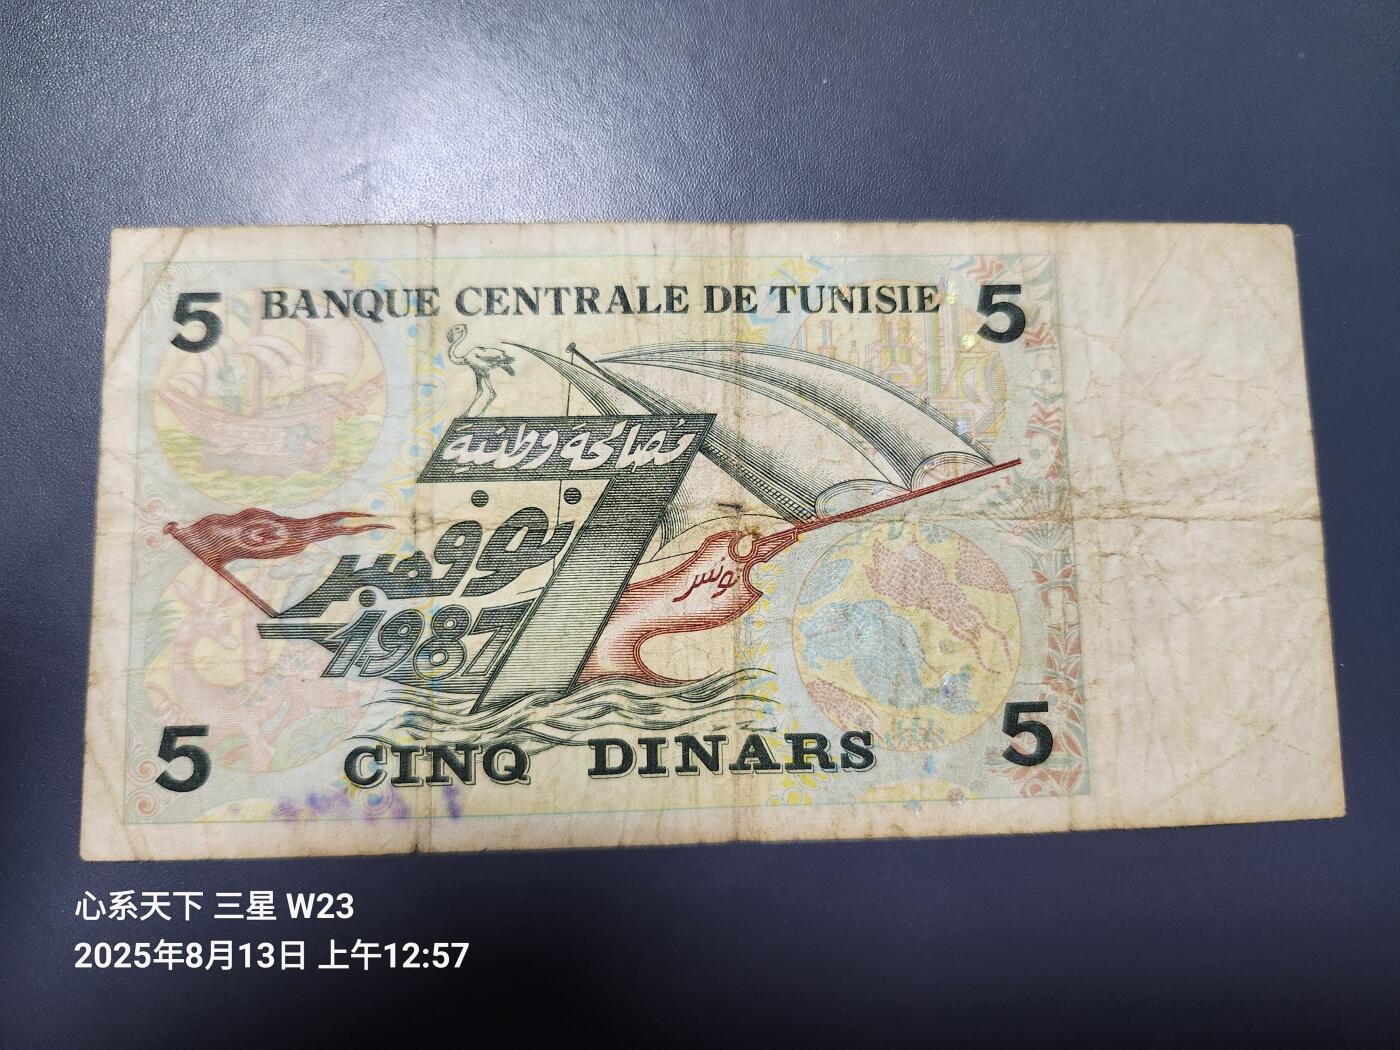 5 BANQUE CENTRALE DE TUNISIE 5
مصالحة وطنية
7 نوفمبر
1987
تونس
5 CINQ DINARS 5
心系天下 三星 W23
2025年8月13日 上午12:57